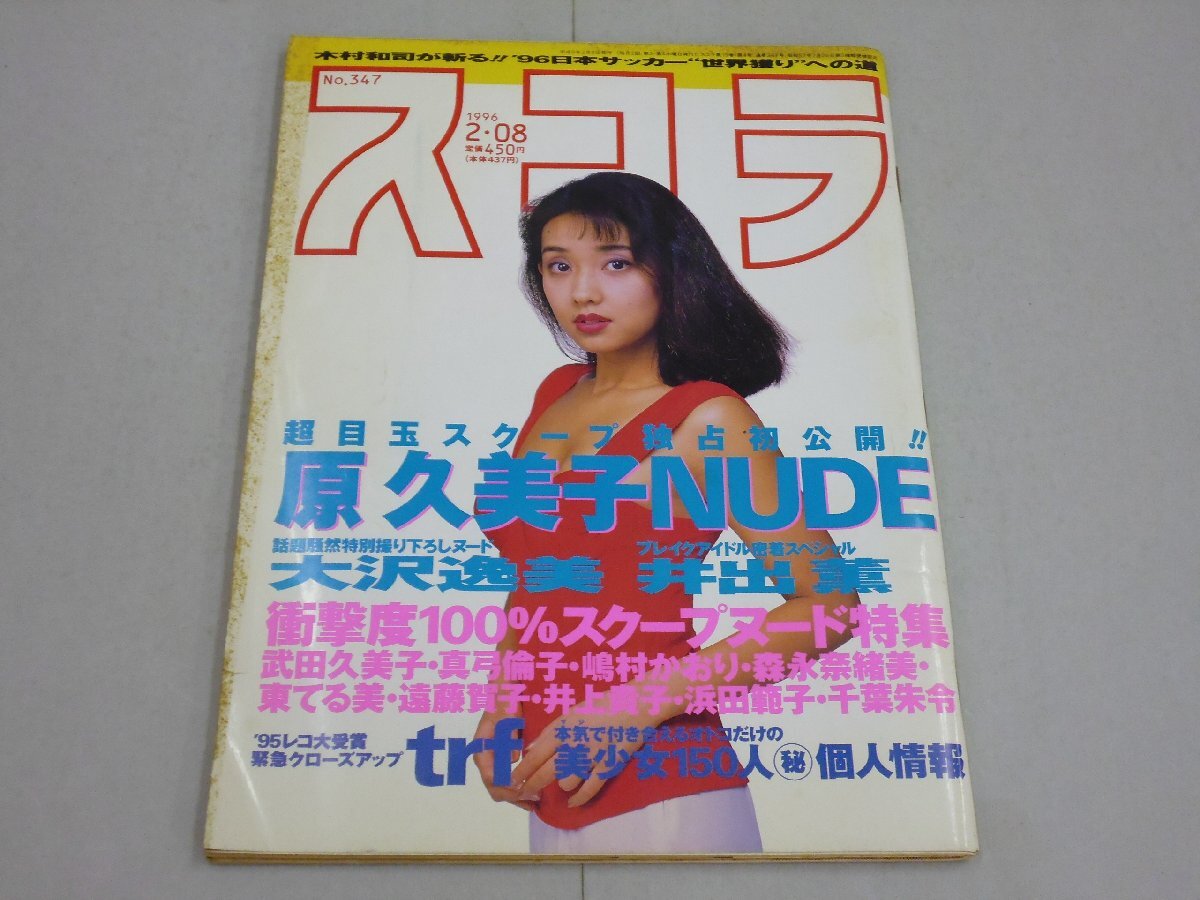 木村和司が斬る!! '96日本サッカー“世界獲り”への道
No.347
スコラ
1996
2・08
定価450円
(本体437円)
超目玉スクープ独占初公開!!
原久美子NUDE
話題騒然特別撮り下ろしヌード
大沢逸美
ブレイクアイドル密着スペシャル
井出薫
衝撃度100%スクープヌード特集
武田久美子・真弓倫子・嶋村かおり・森永奈緒美・
東てる美・遠藤賀子・井上貴子・浜田範子・千葉朱令
'95レコ大受賞
緊急クローズアップ
trf
本気で付き合えるオトコだけの
マジ
美少女150人㊙個人情報